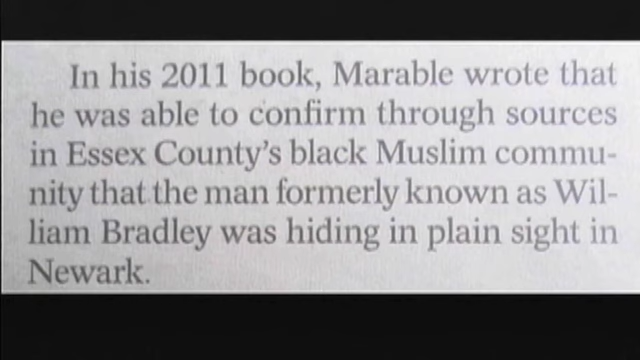 In his 2011 book, Marable wrote that
he was able to confirm through sources
in Essex County's black Muslim commu-
nity that the man formerly known as Wil-
liam Bradley was hiding in plain sight in
Newark.